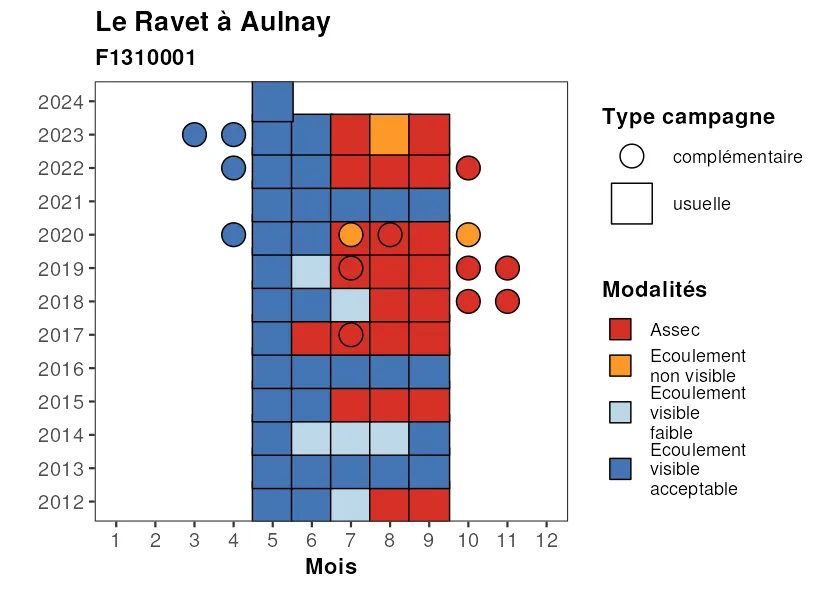 Le Ravet à Aulnay
F1310001
2024
2023
2022
2021
2020
2019
2018
2017
2016
2015
2014
2013
2012
1 2 3 4 5 6 7 8 9 10 11 12
Mois
Type campagne
complémentaire
usuelle
Modalités
Assec
Ecoulement
non visible
Ecoulement
visible
faible
Ecoulement
visible
acceptable